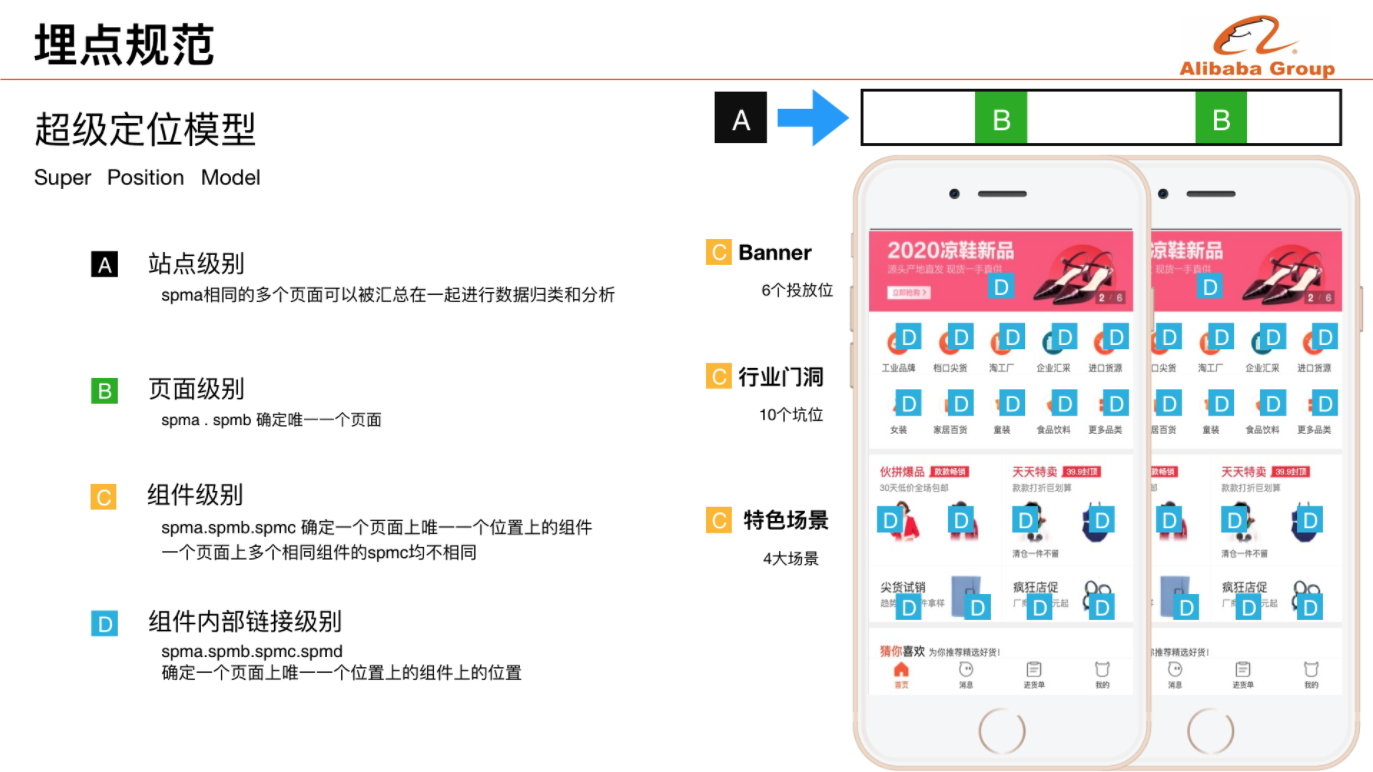 埋点规范
Alibaba Group
超级定位模型
Super Position Model
A 站点级别
spma相同的多个页面可以被汇总在一起进行数据归类和分析
B 页面级别
spma . spmb 确定唯一一个页面
C 组件级别
spma.spmb.spmc 确定一个页面上唯一一个位置上的组件
一个页面上多个相同组件的spmc均不相同
D 组件内部链接级别
spma.spmb.spmc.spmd
确定一个页面上唯一一个位置上的组件上的位置
A
B B
C Banner
6个投放位
C 行业门洞
10个坑位
C 特色场景
4大场景
2020凉鞋新品
源头产地直发 现货一手直供
D
立即抢购 >
2 / 6
D D D D D
工业品牌 档口尖货 淘工厂 企业汇采 进口货源
D D D D D
女装 家居百货 童装 食品饮料 更多品类
伙拼爆品 款款畅销 天天特卖 39.9封顶
30天低价全场包邮 款款打折巨划算
D D D D
清仓一件不留
尖货试销 疯狂店促
趋势 件拿样 厂 元起
D D D D
猜你喜欢 为你推荐精选好货!
首页 消息 进货单 我的
凉鞋新品
现货一手直供
D
2 / 6
D D D D
口尖货 淘工厂 企业汇采 进口货源
D D D D
居百货 童装 食品饮料 更多品类
款畅销 天天特卖 39.9封顶
邮 款款打折巨划算
D D D
清仓一件不留
疯狂店促
样 厂 元起
D D D
你推荐精选好货!
消息 进货单 我的